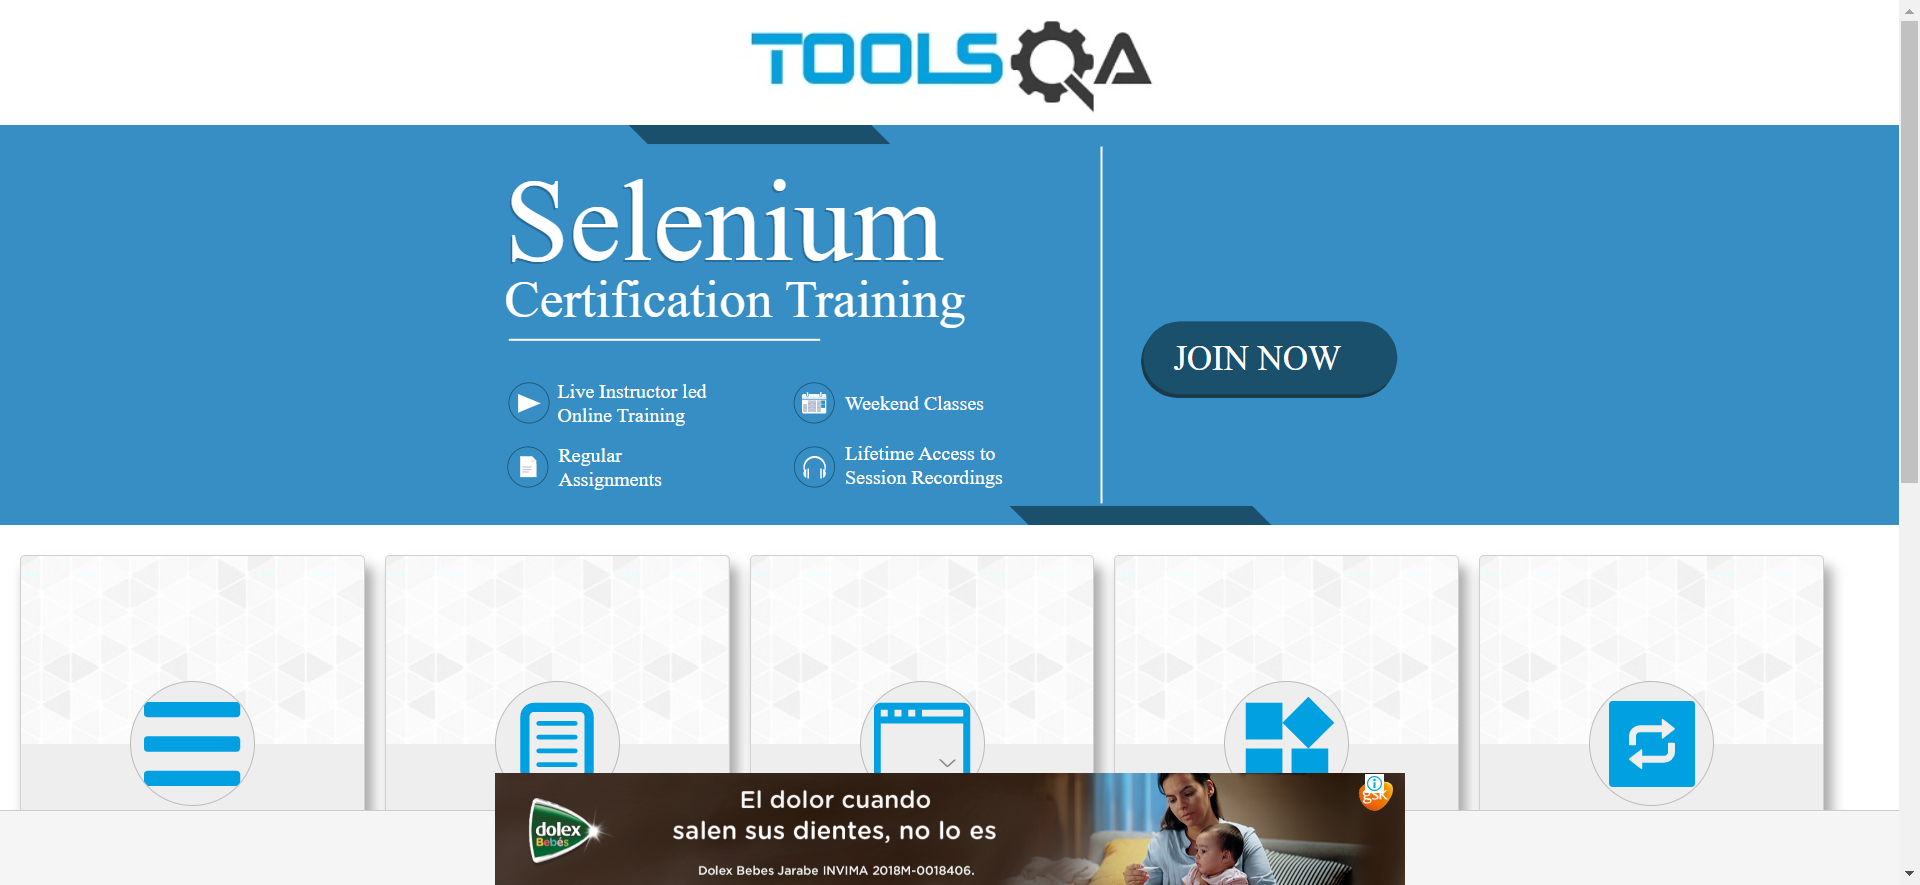 TOOLSQA
Selenium
Certification Training
JOIN NOW
Live Instructor led
Online Training
Weekend Classes
Regular
Assignments
Lifetime Access to
Session Recordings
El dolor cuando
salen sus dientes, no lo es
dolex
Bebés
Dolex Bebes Jarabe INVIMA 2018M-0018406.
gsk